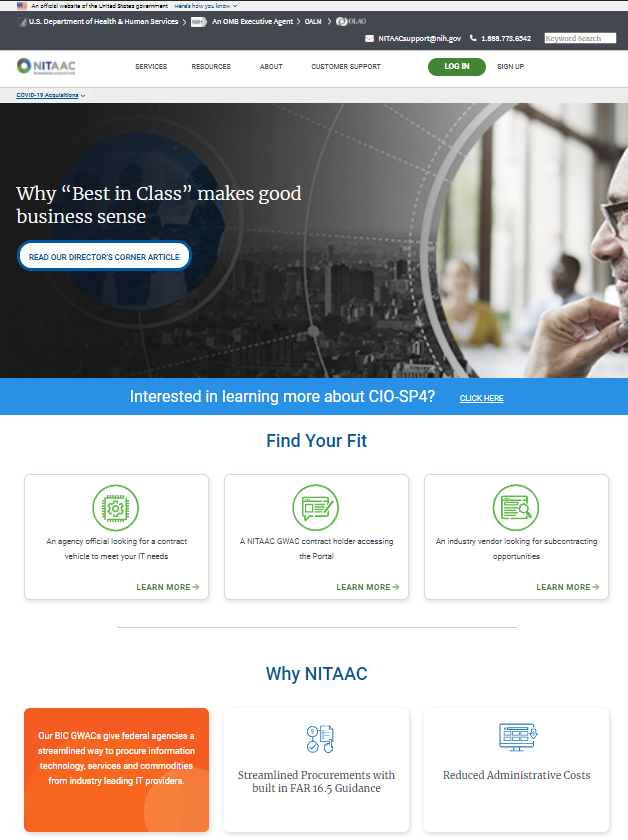 An official website of the United States government Here's how you know
U.S. Department of Health & Human Services NIH An OMB Executive Agent OALM OLAO
NITAACsupport@nih.gov 1.888.773.6542 Keyword Search
NITAAC SERVICES RESOURCES ABOUT CUSTOMER SUPPORT LOG IN SIGN UP
COVID-19 Acquisitions
Why “Best in Class” makes good
business sense
READ OUR DIRECTOR'S CORNER ARTICLE
Interested in learning more about CIO-SP4? CLICK HERE
Find Your Fit
An agency official looking for a contract
vehicle to meet your IT needs
LEARN MORE
A NITAAC GWAC contract holder accessing
the Portal
LEARN MORE
An industry vendor looking for subcontracting
opportunities
LEARN MORE
Why NITAAC
Our BIC GWACs give federal agencies a
streamlined way to procure information
technology, services and commodities
from industry leading IT providers.
Streamlined Procurements with
built in FAR 16.5 Guidance
Reduced Administrative Costs